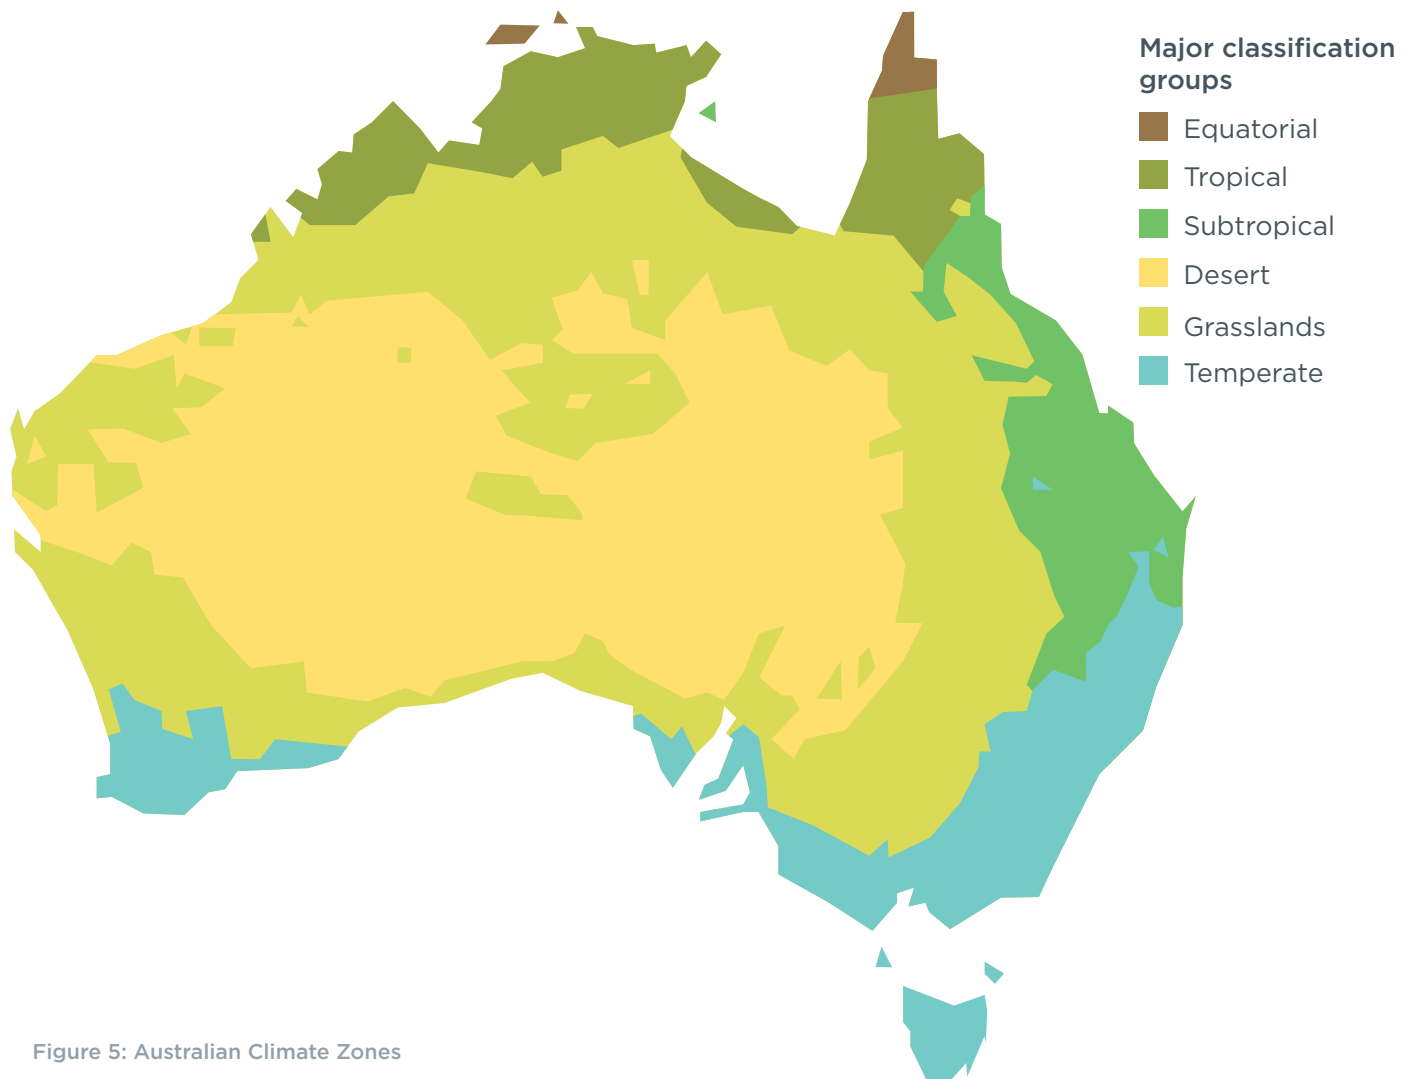 Major classification
groups
Equatorial
Tropical
Subtropical
Desert
Grasslands
Temperate
Figure 5: Australian Climate Zones